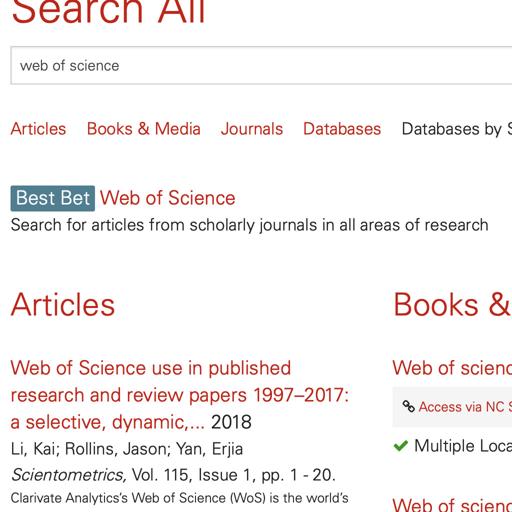 Search All
web of science
Articles Books & Media Journals Databases Databases by S
Best Bet Web of Science
Search for articles from scholarly journals in all areas of research
Articles
Web of Science use in published
research and review papers 1997–2017:
a selective, dynamic,... 2018
Li, Kai; Rollins, Jason; Yan, Erjia
Scientometrics, Vol. 115, Issue 1, pp. 1 - 20.
Clarivate Analytics's Web of Science (WoS) is the world's
Books &
Web of scienc
Access via NC S
Multiple Loca
Web of scienc